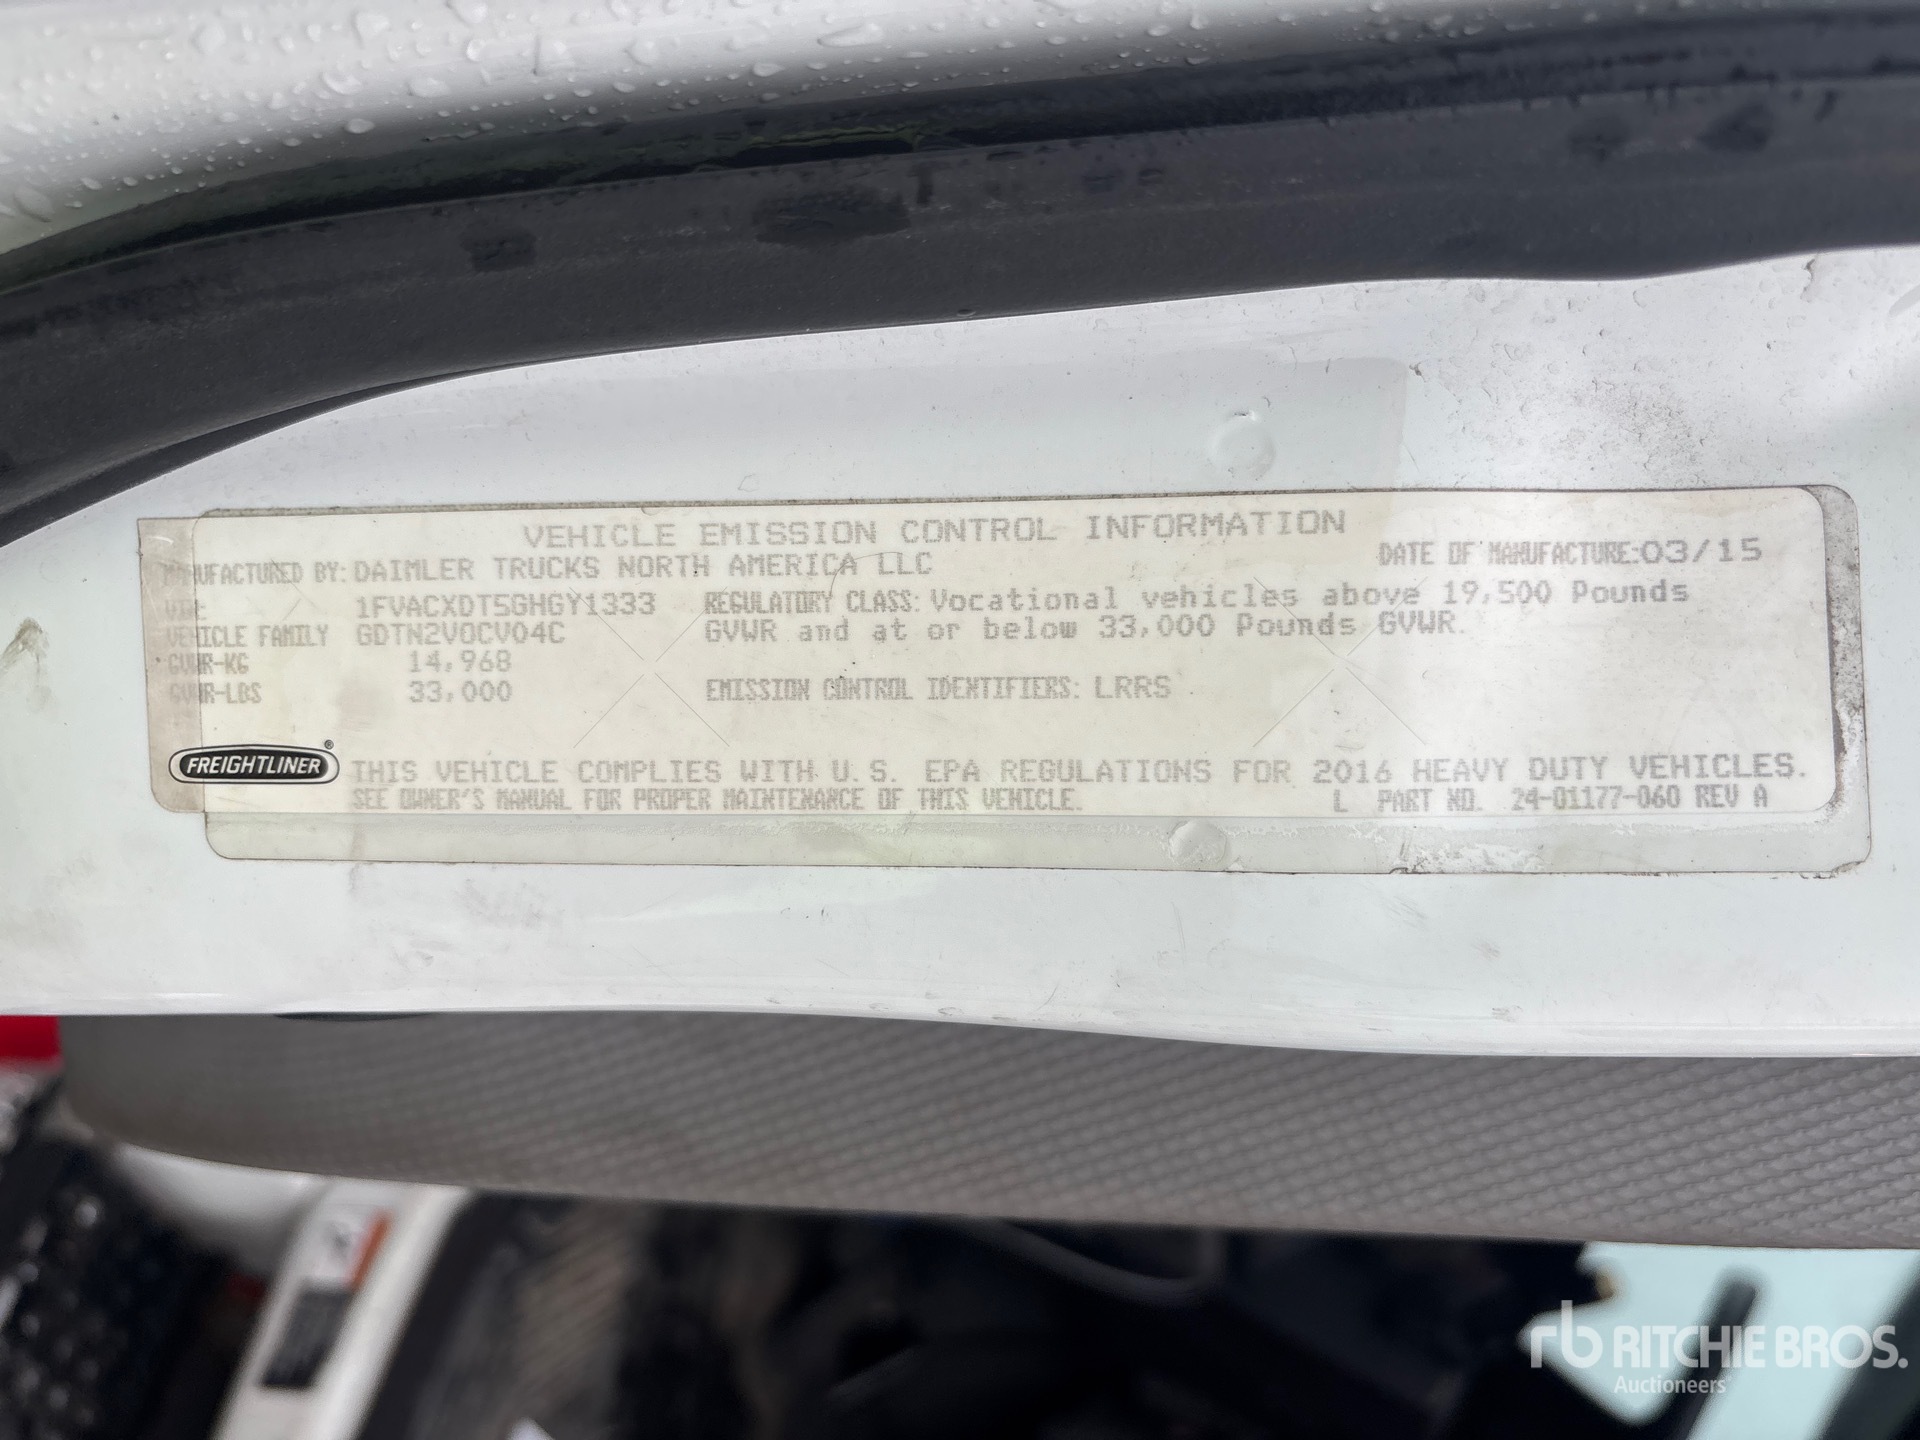 VEHICLE EMISSION CONTROL INFORMATION
MANUFACTURED BY: DAIMLER TRUCKS NORTH AMERICA LLC
DATE OF MANUFACTURE: 03/15
VIN: 1FVACXDT5GHGY1333
REGULATORY CLASS: Vocational vehicles above 19,500 Pounds
VEHICLE FAMILY GDTN2VOCV04C
GVWR and at or below 33,000 Pounds GVWR.
GVWR-KG 14,968
GVWR-LBS 33,000
EMISSION CONTROL IDENTIFIERS: LRRS
FREIGHTLINER®
THIS VEHICLE COMPLIES WITH U.S. EPA REGULATIONS FOR 2016 HEAVY DUTY VEHICLES.
SEE OWNER'S MANUAL FOR PROPER MAINTENANCE OF THIS VEHICLE. L PART NO. 24-01177-060 REV A
rb RITCHIE BROS.
Auctioneers